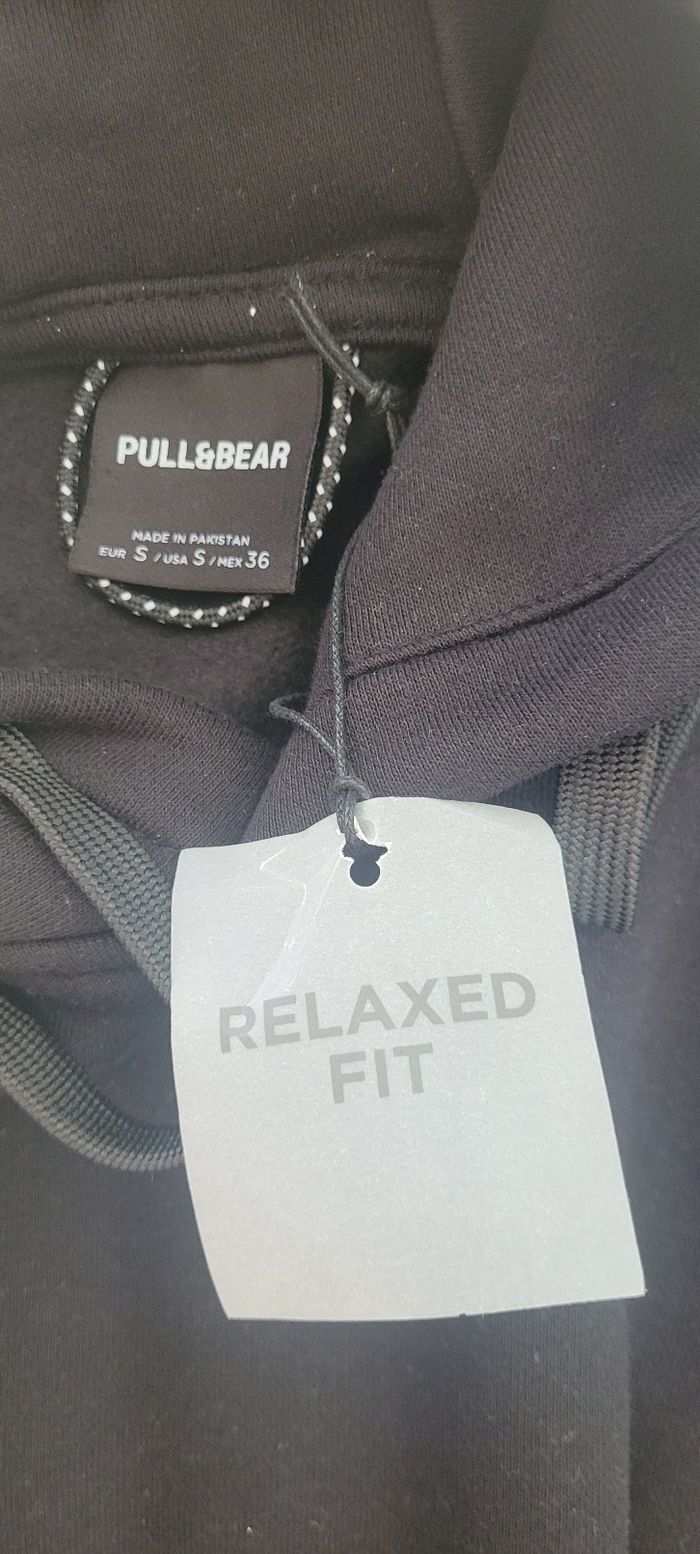 PULL&BEAR
MADE IN PAKISTAN
EUR S / USA S / MEX 36
RELAXED
FIT